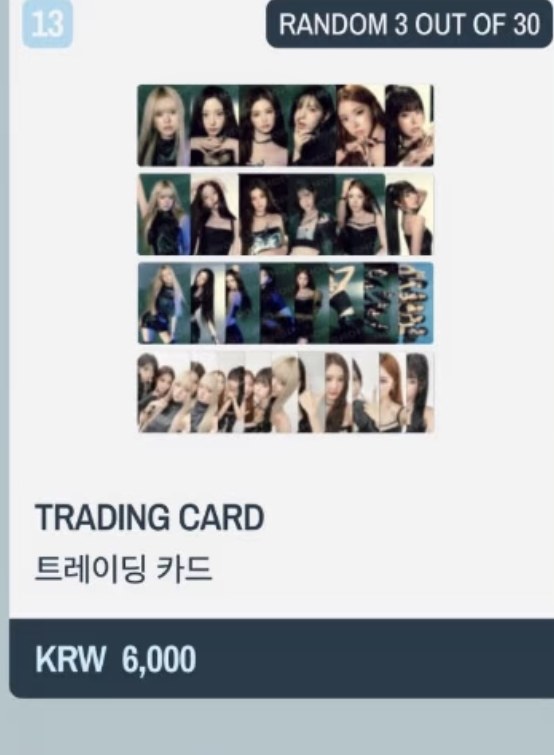 13
RANDOM 3 OUT OF 30
TRADING CARD
트레이딩 카드
KRW 6,000